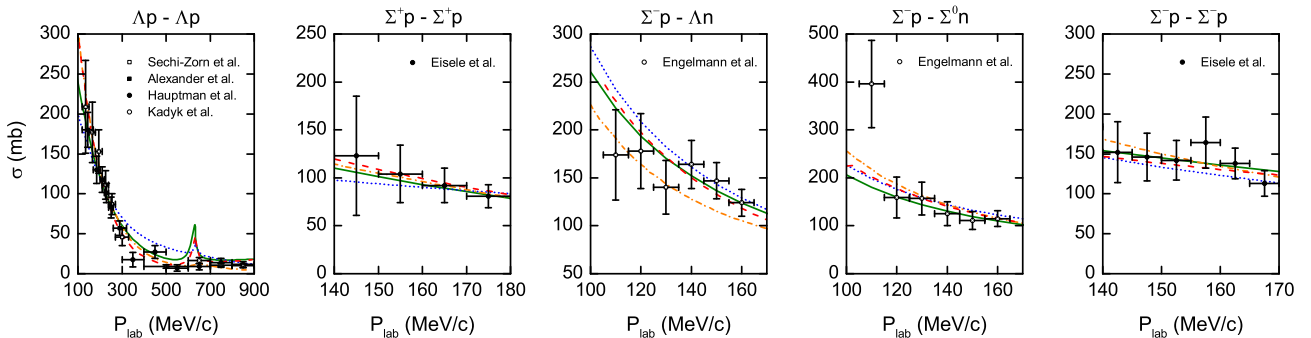 Λp - Λp
σ (mb)
300
250
200
150
100
50
0
Sechi-Zorn et al.
Alexander et al.
Hauptman et al.
Kadyk et al.
100 300 500 700 900
P_lab (MeV/c)
Σ⁺p - Σ⁺p
250
200
150
100
50
0
Eisele et al.
140 150 160 170 180
P_lab (MeV/c)
Σ⁻p - Λn
300
250
200
150
100
50
Engelmann et al.
100 120 140 160
P_lab (MeV/c)
Σ⁻p - Σ⁰n
500
400
300
200
100
0
Engelmann et al.
100 120 140 160
P_lab (MeV/c)
Σ⁻p - Σ⁻p
300
250
200
150
100
50
0
Eisele et al.
140 150 160 170
P_lab (MeV/c)